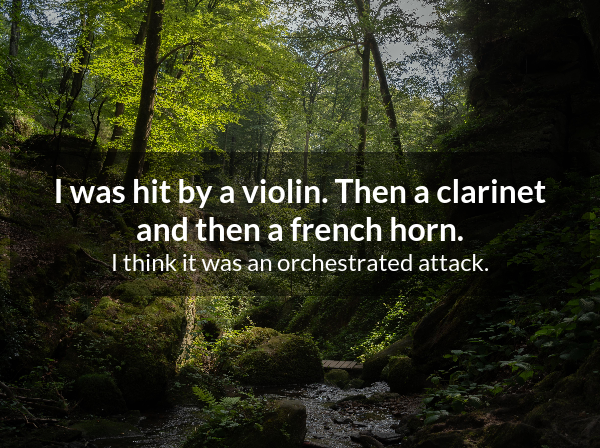 I was hit by a violin. Then a clarinet
and then a french horn.
I think it was an orchestrated attack.